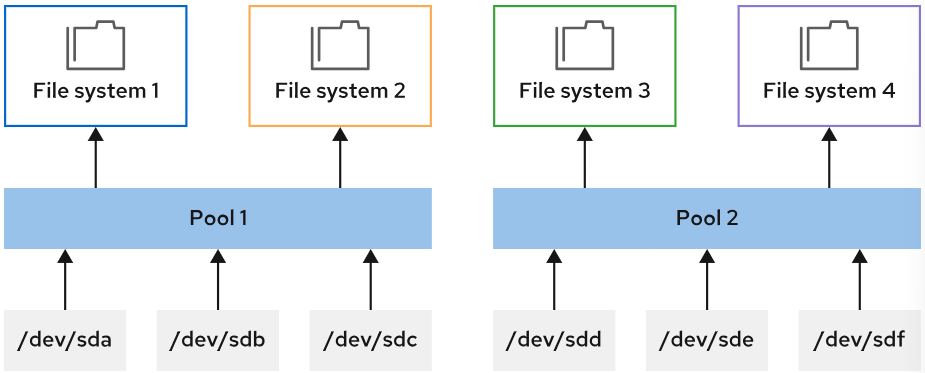 File system 1
File system 2
File system 3
File system 4
Pool 1
Pool 2
/dev/sda
/dev/sdb
/dev/sdc
/dev/sdd
/dev/sde
/dev/sdf